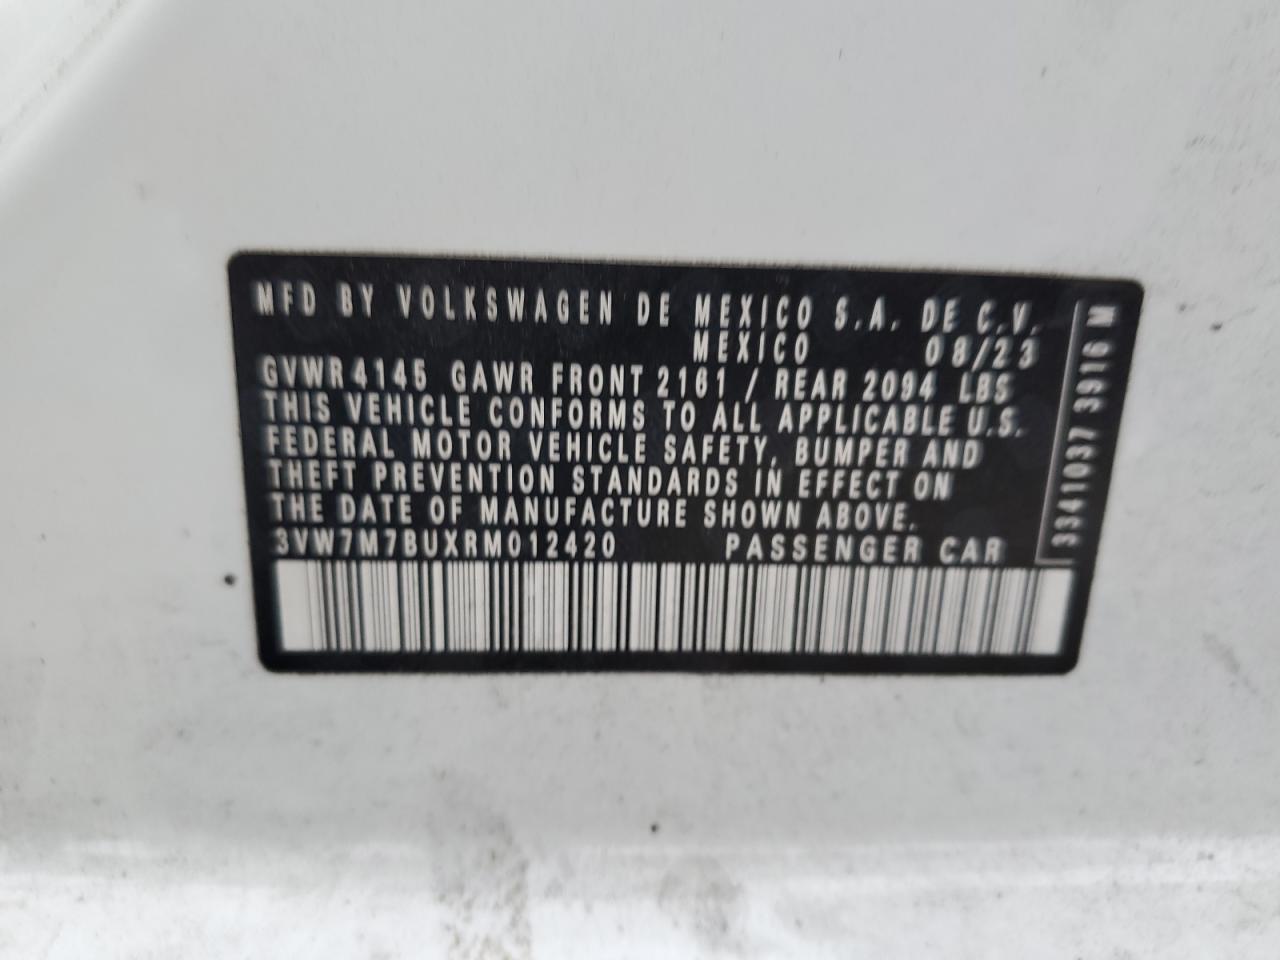 MFD BY VOLKSWAGEN DE MEXICO S.A. DE C.V.
MEXICO 08/23
GVWR 4145 GAWR FRONT 2161 / REAR 2094 LBS
THIS VEHICLE CONFORMS TO ALL APPLICABLE U.S.
FEDERAL MOTOR VEHICLE SAFETY, BUMPER AND
THEFT PREVENTION STANDARDS IN EFFECT ON
THE DATE OF MANUFACTURE SHOWN ABOVE.
3VW7M7BUXRM012420 PASSENGER CAR
3341037 3916 M